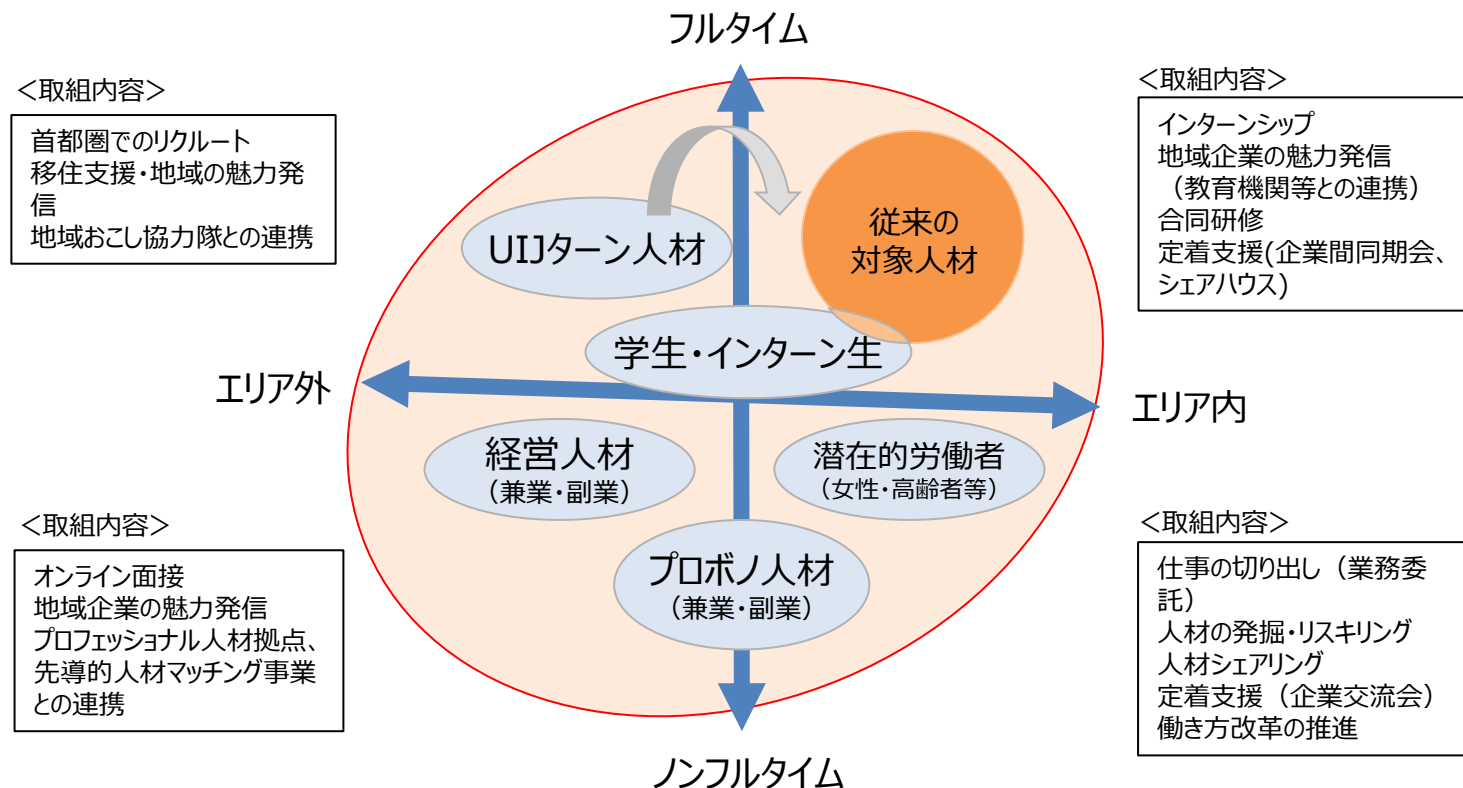 フルタイム
＜取組内容＞
首都圏でのリクルート
移住支援・地域の魅力発
信
地域おこし協力隊との連携
＜取組内容＞
インターンシップ
地域企業の魅力発信
（教育機関等との連携）
合同研修
定着支援(企業間同期会、
シェアハウス)
従来の
対象人材
UIJターン人材
学生・インターン生
エリア外
エリア内
経営人材
（兼業・副業）
潜在的労働者
（女性・高齢者等）
プロボノ人材
（兼業・副業）
＜取組内容＞
オンライン面接
地域企業の魅力発信
プロフェッショナル人材拠点、
先導的人材マッチング事業
との連携
＜取組内容＞
仕事の切り出し（業務委
託）
人材の発掘・リスキリング
人材シェアリング
定着支援（企業交流会）
働き方改革の推進
ノンフルタイム